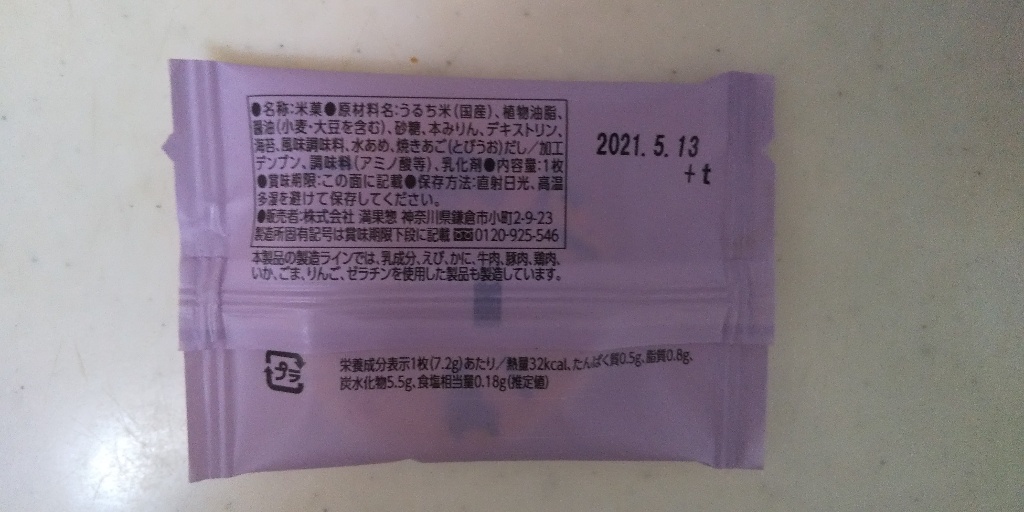 ●名称:米菓●原材料名:うるち米(国産)、植物油脂、
醤油(小麦・大豆を含む)、砂糖、本みりん、デキストリン、
海苔、風味調味料、水あめ、焼きあご(とびうお)だし/加工
デンプン、調味料(アミノ酸等)、乳化剤●内容量:1枚
●賞味期限:この面に記載●保存方法:直射日光、高温
多湿を避けて保存してください。
●販売者:株式会社 満果惣 神奈川県鎌倉市小町2-9-23
製造所固有記号は賞味期限下段に記載 0120-925-546
本製品の製造ラインでは、乳成分、えび、かに、牛肉、豚肉、鶏肉、
いか、ごま、りんご、ゼラチンを使用した製品も製造しています。
2021.5.13
+t
プラ
栄養成分表示1枚(7.2g)あたり/熱量32kcal、たんぱく質0.5g、脂質0.8g、
炭水化物5.5g、食塩相当量0.18g(推定値)